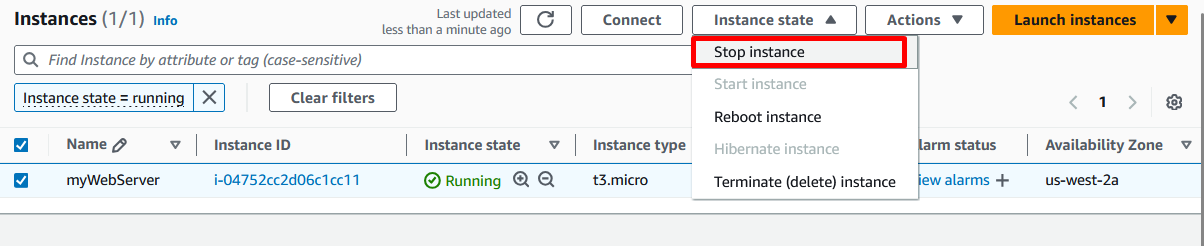 Instances (1/1) Info
Last updated
less than a minute ago
Connect
Instance state
Actions
Launch instances
Find Instance by attribute or tag (case-sensitive)
Stop instance
Start instance
Reboot instance
Hibernate instance
Terminate (delete) instance
Instance state = running
Clear filters
1
Name Instance ID Instance state Instance type larm status Availability Zone
myWebServer i-04752cc2d06c1cc11 Running t3.micro iew alarms + us-west-2a